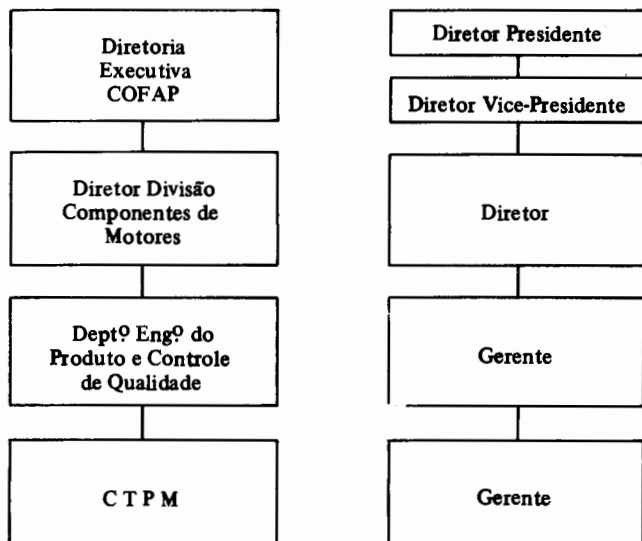 Diretoria
Executiva
COFAP
Diretor Divisão
Componentes de
Motores
Deptº Engº do
Produto e Controle
de Qualidade
C T P M
Diretor Presidente
Diretor Vice-Presidente
Diretor
Gerente
Gerente